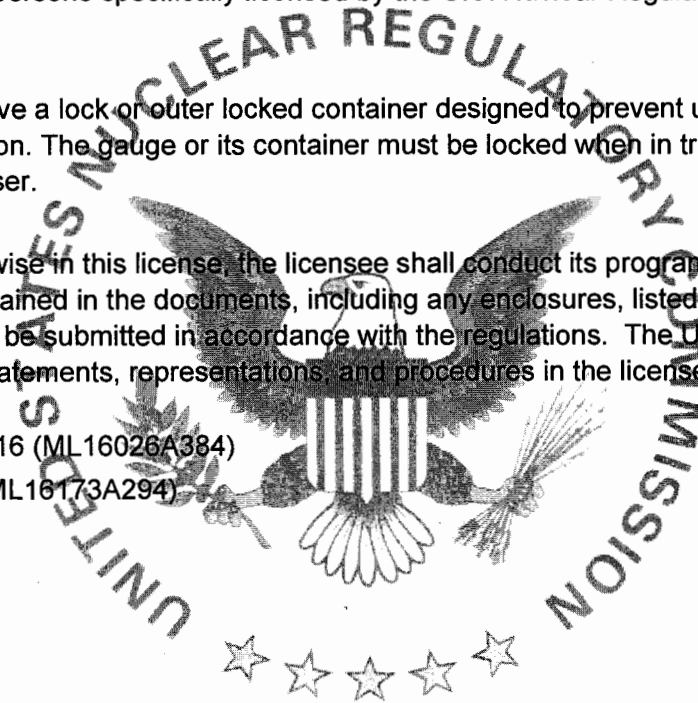 persons specifically licensed by the U.S. Nuclear Regula
ve a lock or outer locked container designed to prevent u
on. The gauge or its container must be locked when in tr
ser.
wise in this license, the licensee shall conduct its program
ained in the documents, including any enclosures, listed
be submitted in accordance with the regulations. The U
atements, representations, and procedures in the license
16 (ML16026A384)
ML16173A294)
UNITED STATES NUCLEAR REGULATORY COMMISSION